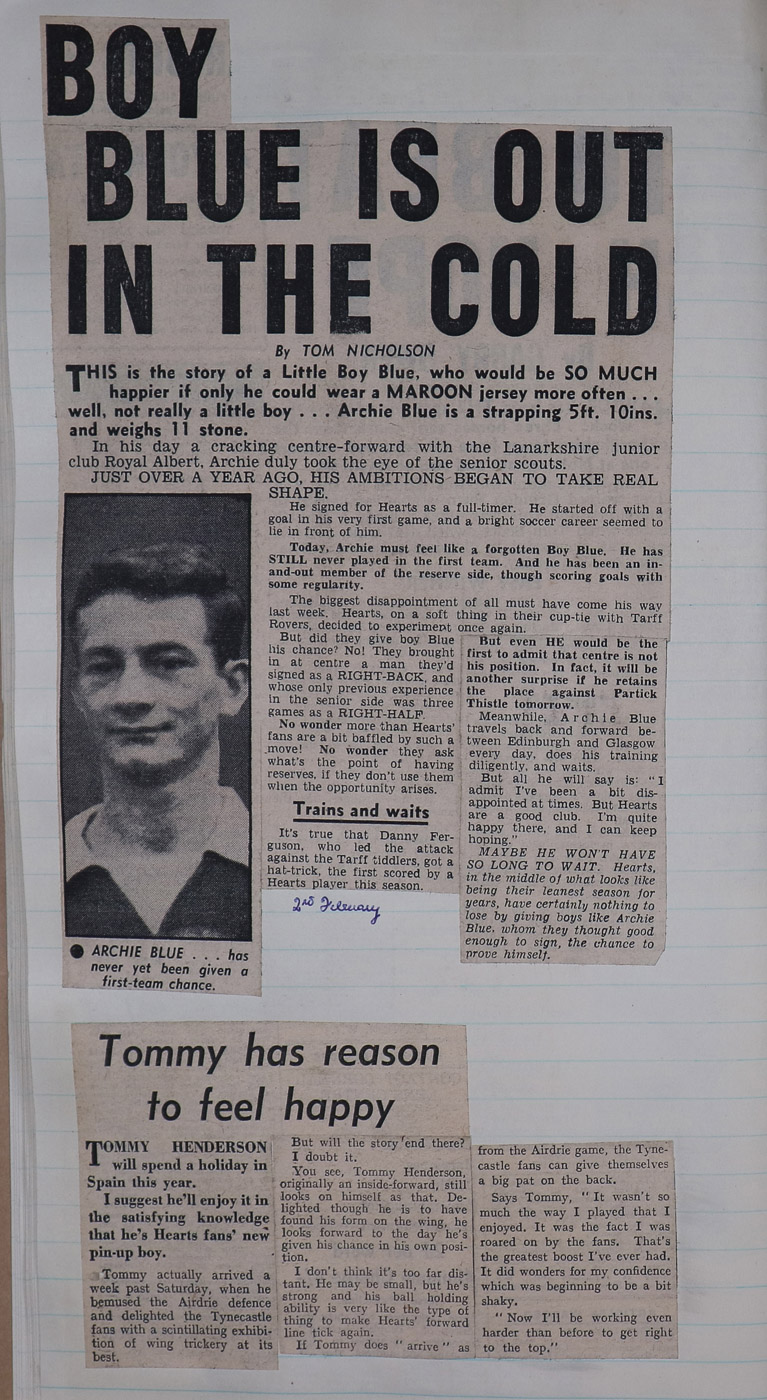 BOY
BLUE IS OUT
IN THE COLD
By TOM NICHOLSON
THIS is the story of a Little Boy Blue, who would be SO MUCH
happier if only he could wear a MAROON jersey more often . . .
well, not really a little boy . . . Archie Blue is a strapping 5ft. 10ins.
and weighs 11 stone.
In his day a cracking centre-forward with the Lanarkshire junior
club Royal Albert, Archie duly took the eye of the senior scouts.
JUST OVER A YEAR AGO, HIS AMBITIONS BEGAN TO TAKE REAL
SHAPE.
He signed for Hearts as a full-timer. He started off with a
goal in his very first game, and a bright soccer career seemed to
lie in front of him.
Today, Archie must feel like a forgotten Boy Blue. He has
STILL never played in the first team. And he has been an in-
and-out member of the reserve side, though scoring goals with
some regularity.
The biggest disappointment of all must have come his way
last week. Hearts, on a soft thing in their cup-tie with Tarff
Rovers, decided to experiment once again.
But did they give boy Blue
his chance? No! They brought
in at centre a man they'd
signed as a RIGHT-BACK, and
whose only previous experience
in the senior side was three
games as a RIGHT-HALF.
No wonder more than Hearts'
fans are a bit baffled by such a
move! No wonder they ask
what's the point of having
reserves, if they don't use them
when the opportunity arises.
Trains and waits
It's true that Danny Fer-
guson, who led the attack
against the Tarff tiddlers, got a
hat-trick, the first scored by a
Hearts player this season.
2nd February
But even HE would be the
first to admit that centre is not
his position. In fact, it will be
another surprise if he retains
the place against Partick
Thistle tomorrow.
Meanwhile, Archie Blue
travels back and forward be-
tween Edinburgh and Glasgow
every day, does his training
diligently, and waits.
But all he will say is: "I
admit I've been a bit dis-
appointed at times. But Hearts
are a good club. I'm quite
happy there, and I can keep
hoping."
MAYBE HE WON'T HAVE
SO LONG TO WAIT. Hearts,
in the middle of what looks like
being their leanest season for
years, have certainly nothing to
lose by giving boys like Archie
Blue, whom they thought good
enough to sign, the chance to
prove himself.
● ARCHIE BLUE . . . has
never yet been given a
first-team chance.
Tommy has reason
to feel happy
TOMMY HENDERSON
will spend a holiday in
Spain this year.
I suggest he'll enjoy it in
the satisfying knowledge
that he's Hearts fans' new
pin-up boy.
Tommy actually arrived a
week past Saturday, when he
bemused the Airdrie defence
and delighted the Tynecastle
fans with a scintillating exhibi-
tion of wing trickery at its
best.
But will the story end there?
I doubt it.
You see, Tommy Henderson,
originally an inside-forward, still
looks on himself as that. De-
lighted though he is to have
found his form on the wing, he
looks forward to the day he's
given his chance in his own posi-
tion.
I don't think it's too far dis-
tant. He may be small, but he's
strong and his ball holding
ability is very like the type of
thing to make Hearts' forward
line tick again.
If Tommy does "arrive" as
from the Airdrie game, the Tyne-
castle fans can give themselves
a big pat on the back.
Says Tommy, "It wasn't so
much the way I played that I
enjoyed. It was the fact I was
roared on by the fans. That's
the greatest boost I've ever had.
It did wonders for my confidence
which was beginning to be a bit
shaky.
"Now I'll be working even
harder than before to get right
to the top."